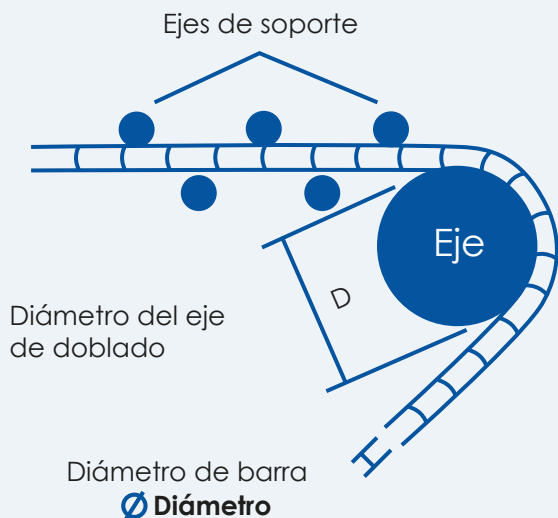 Ejes de soporte
Eje
D
Diámetro del eje
de doblado
Diámetro de barra
Ø Diámetro